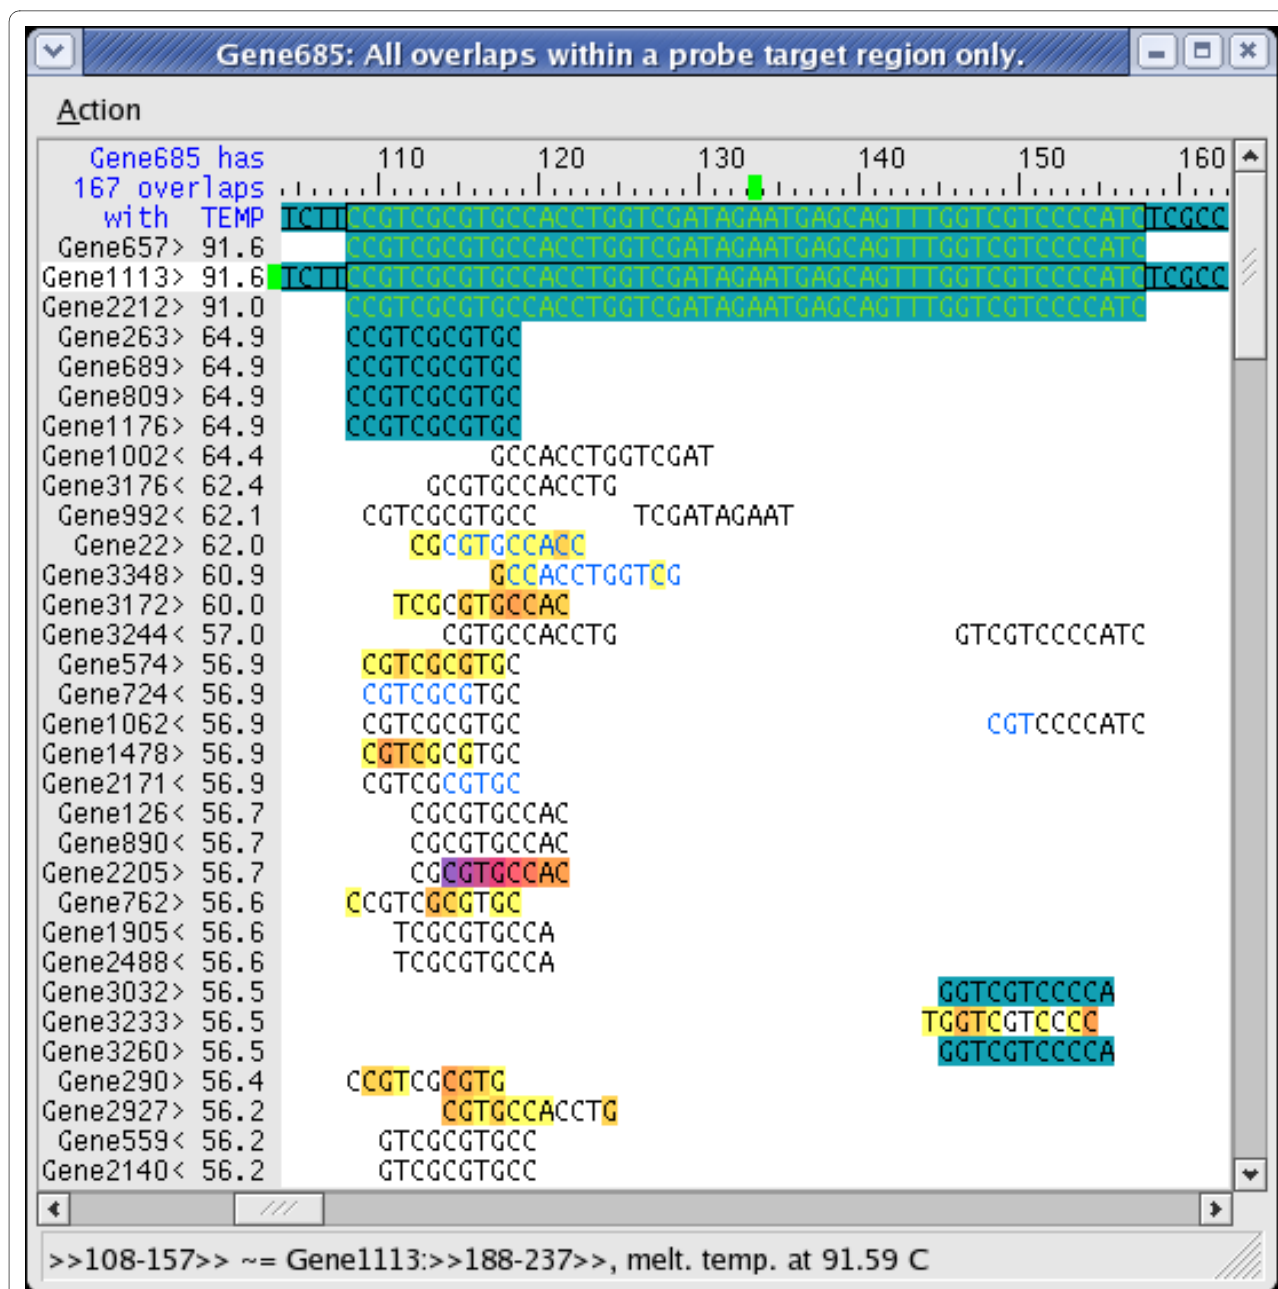 Gene685: All overlaps within a probe target region only.
Action
Gene685 has 110 120 130 140 150 160
167 overlaps
with TEMP TCTTCCGTCGCGTGCCACCTGGTCGATAGAATGAGCAGTTTGGTCGTCCCCATCTCGCC
Gene657> 91.6 CCGTCGCGTGCCACCTGGTCGATAGAATGAGCAGTTTGGTCGTCCCCATC
Gene1113> 91.6 TCTTCCGTCGCGTGCCACCTGGTCGATAGAATGAGCAGTTTGGTCGTCCCCATCTCGCC
Gene2212> 91.0 CCGTCGCGTGCCACCTGGTCGATAGAATGAGCAGTTTGGTCGTCCCCATC
Gene263> 64.9 CCGTCGCGTGC
Gene689> 64.9 CCGTCGCGTGC
Gene809> 64.9 CCGTCGCGTGC
Gene1176> 64.9 CCGTCGCGTGC
Gene1002< 64.4 GCCACCTGGTCGAT
Gene3176< 62.4 GCGTGCCACCTG
Gene992< 62.1 CGTCGCGTGCC TCGATAGAAT
Gene22> 62.0 CGCGTGCCACC
Gene3348> 60.9 GCCACCTGGTCG
Gene3172> 60.0 TCGCGTGCCAC
Gene3244< 57.0 CGTGCCACCTG GTCGTCCCCATC
Gene574> 56.9 CGTCGCGTGC
Gene724< 56.9 CGTCGCGTGC
Gene1062< 56.9 CGTCGCGTGC CGTCCCCATC
Gene1478> 56.9 CGTCGCGTGC
Gene2171< 56.9 CGTCGCGTGC
Gene126< 56.7 CGCGTGCCAC
Gene890< 56.7 CGCGTGCCAC
Gene2205> 56.7 CGCGTGCCAC
Gene762> 56.6 CCGTCGCGTGC
Gene1905< 56.6 TCGCGTGCCA
Gene2488< 56.6 TCGCGTGCCA
Gene3032> 56.5 GGTCGTCCCCA
Gene3233> 56.5 TGGTCGTCCCC
Gene3260> 56.5 GGTCGTCCCCA
Gene290> 56.4 CCGTCGCGTG
Gene2927> 56.2 CGTGCCACCTG
Gene559< 56.2 GTCGCGTGCC
Gene2140< 56.2 GTCGCGTGCC
>>108-157>> ~= Gene1113:>>188-237>>, melt. temp. at 91.59 C